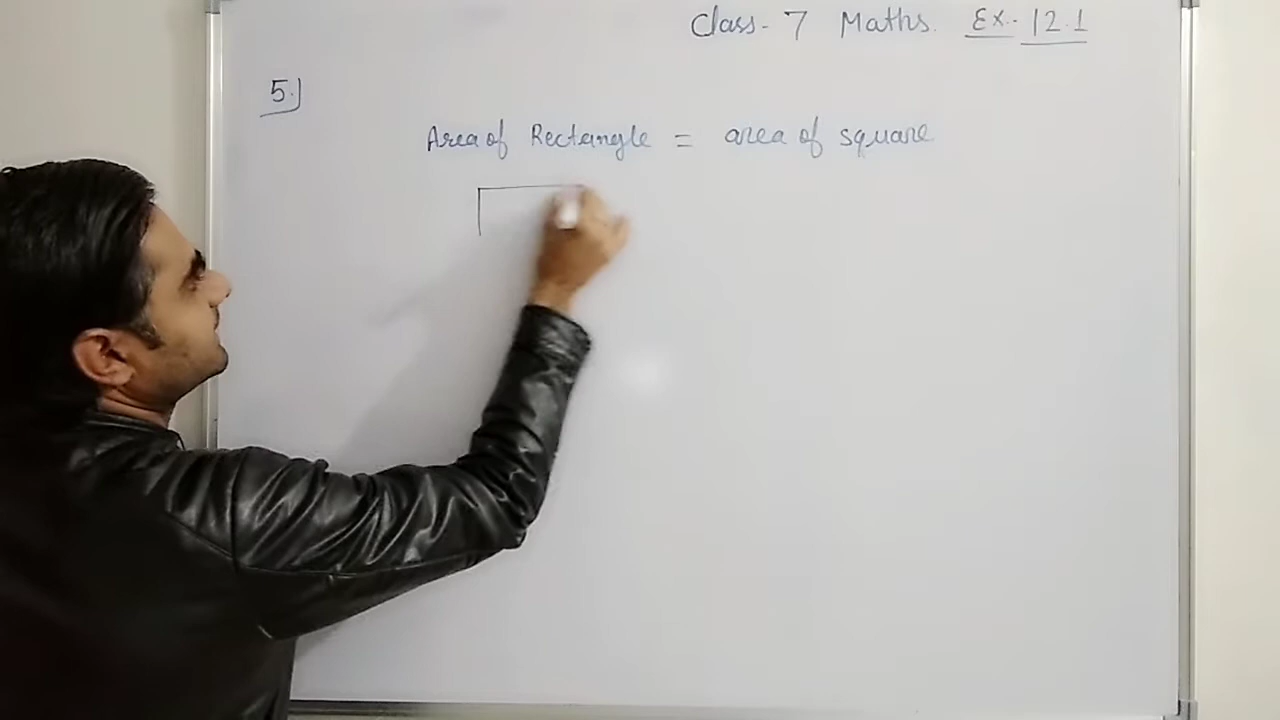 Class- 7 Maths. Ex.- 12.1
5.)
Area of Rectangle = area of square